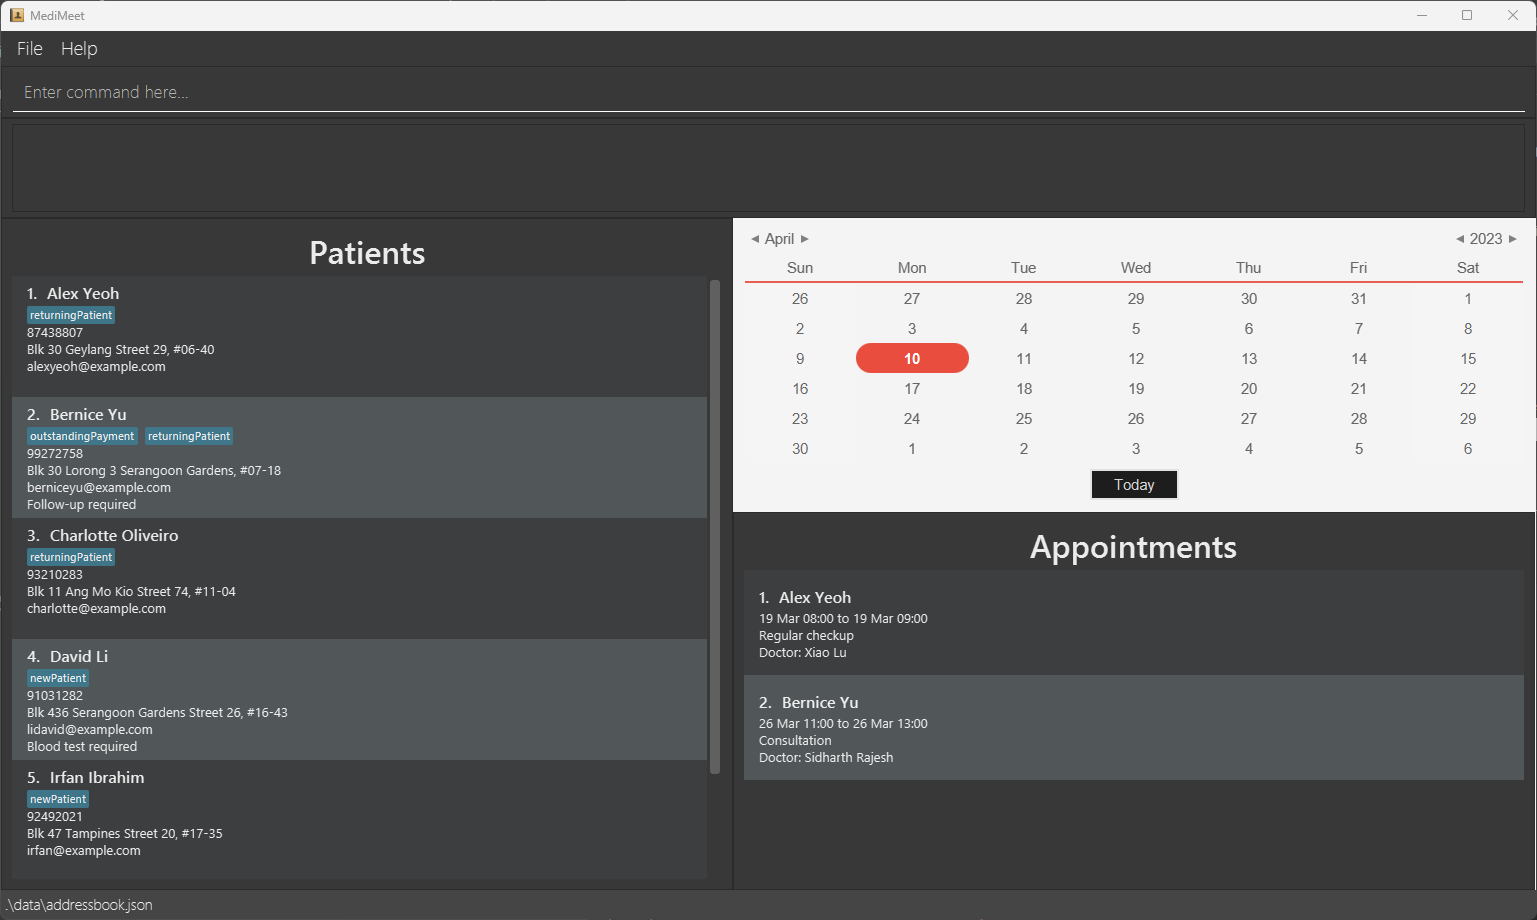 MediMeet
File Help
Enter command here...
Patients
1. Alex Yeoh
returningPatient
87438807
Blk 30 Geylang Street 29, #06-40
alexyeoh@example.com
2. Bernice Yu
outstandingPayment returningPatient
99272758
Blk 30 Lorong 3 Serangoon Gardens, #07-18
berniceyu@example.com
Follow-up required
3. Charlotte Oliveiro
returningPatient
93210283
Blk 11 Ang Mo Kio Street 74, #11-04
charlotte@example.com
4. David Li
newPatient
91031282
Blk 436 Serangoon Gardens Street 26, #16-43
lidavid@example.com
Blood test required
5. Irfan Ibrahim
newPatient
92492021
Blk 47 Tampines Street 20, #17-35
irfan@example.com
April 2023
Sun Mon Tue Wed Thu Fri Sat
26 27 28 29 30 31 1
2 3 4 5 6 7 8
9 10 11 12 13 14 15
16 17 18 19 20 21 22
23 24 25 26 27 28 29
30 1 2 3 4 5 6
Today
Appointments
1. Alex Yeoh
19 Mar 08:00 to 19 Mar 09:00
Regular checkup
Doctor: Xiao Lu
2. Bernice Yu
26 Mar 11:00 to 26 Mar 13:00
Consultation
Doctor: Sidharth Rajesh
.\data\addressbook.json